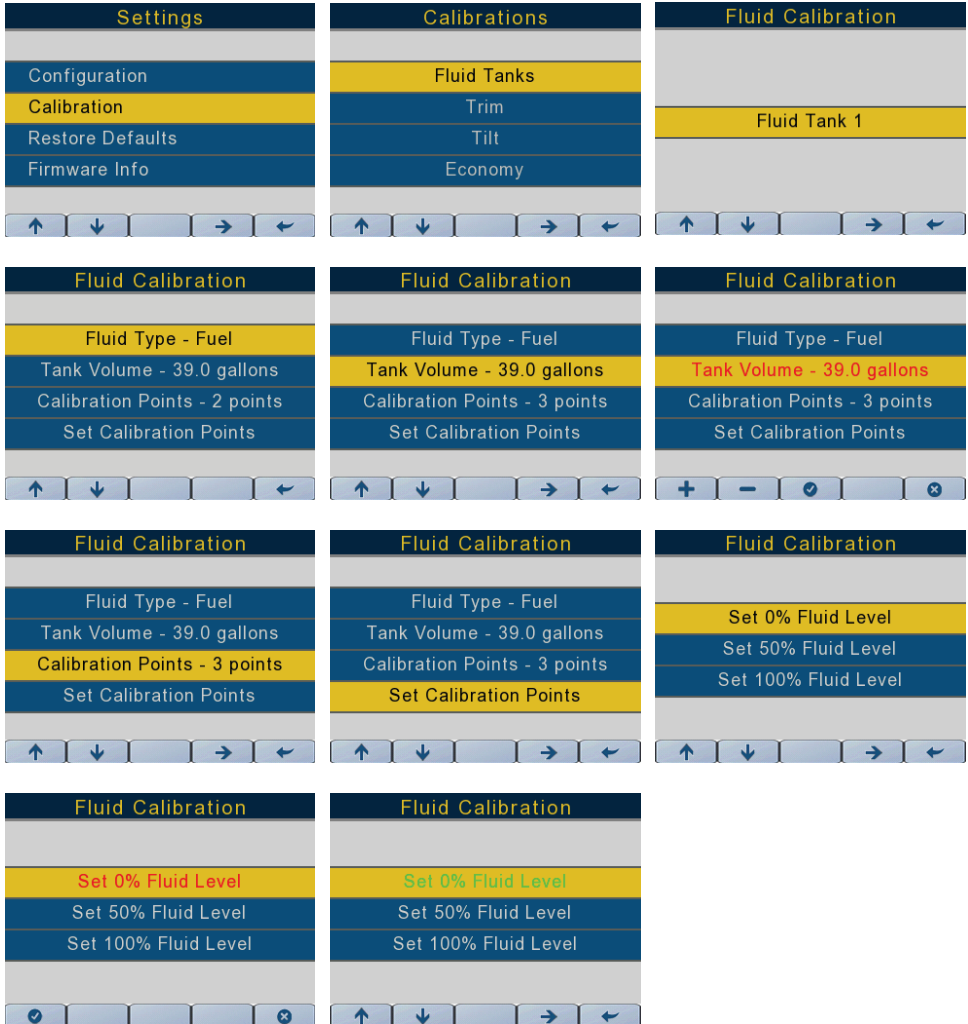 Settings
Configuration
Calibration
Restore Defaults
Firmware Info
Calibrations
Fluid Tanks
Trim
Tilt
Economy
Fluid Calibration
Fluid Tank 1
Fluid Calibration
Fluid Type - Fuel
Tank Volume - 39.0 gallons
Calibration Points - 2 points
Set Calibration Points
Fluid Calibration
Fluid Type - Fuel
Tank Volume - 39.0 gallons
Calibration Points - 3 points
Set Calibration Points
Fluid Calibration
Fluid Type - Fuel
Tank Volume - 39.0 gallons
Calibration Points - 3 points
Set Calibration Points
Fluid Calibration
Fluid Type - Fuel
Tank Volume - 39.0 gallons
Calibration Points - 3 points
Set Calibration Points
Fluid Calibration
Fluid Type - Fuel
Tank Volume - 39.0 gallons
Calibration Points - 3 points
Set Calibration Points
Fluid Calibration
Set 0% Fluid Level
Set 50% Fluid Level
Set 100% Fluid Level
Fluid Calibration
Set 0% Fluid Level
Set 50% Fluid Level
Set 100% Fluid Level
Fluid Calibration
Set 0% Fluid Level
Set 50% Fluid Level
Set 100% Fluid Level